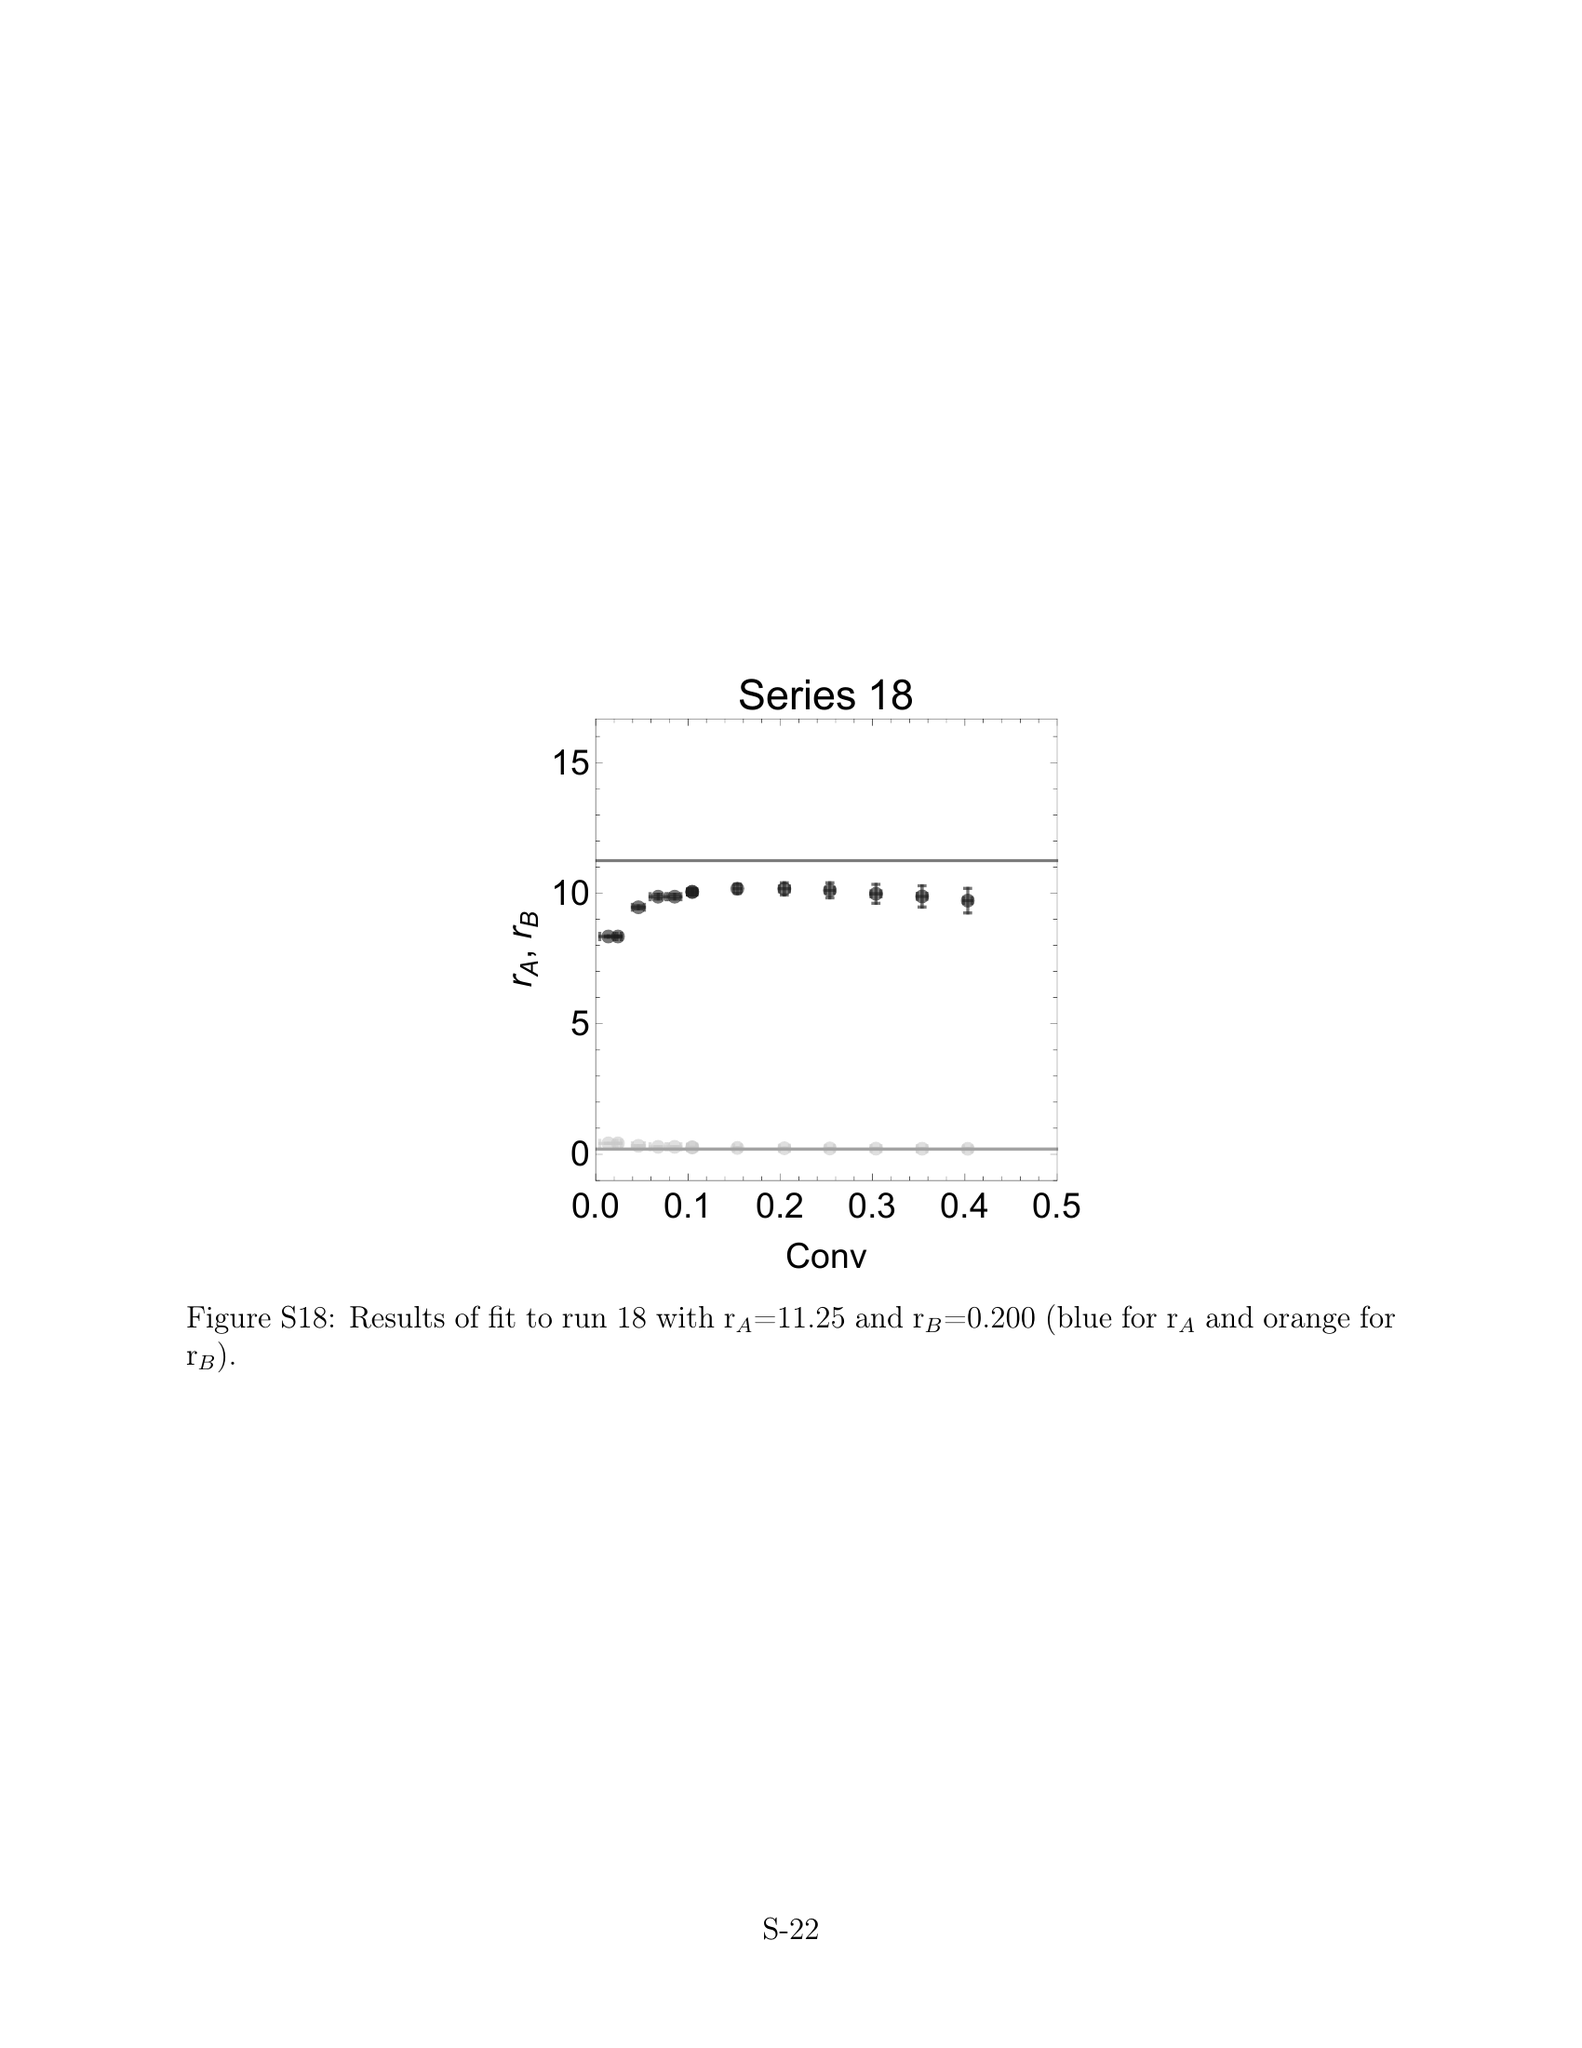 Series 18
15
10
5
0
r_A, r_B
0.0 0.1 0.2 0.3 0.4 0.5
Conv
Figure S18: Results of fit to run 18 with r_A=11.25 and r_B=0.200 (blue for r_A and orange for
r_B).
S-22